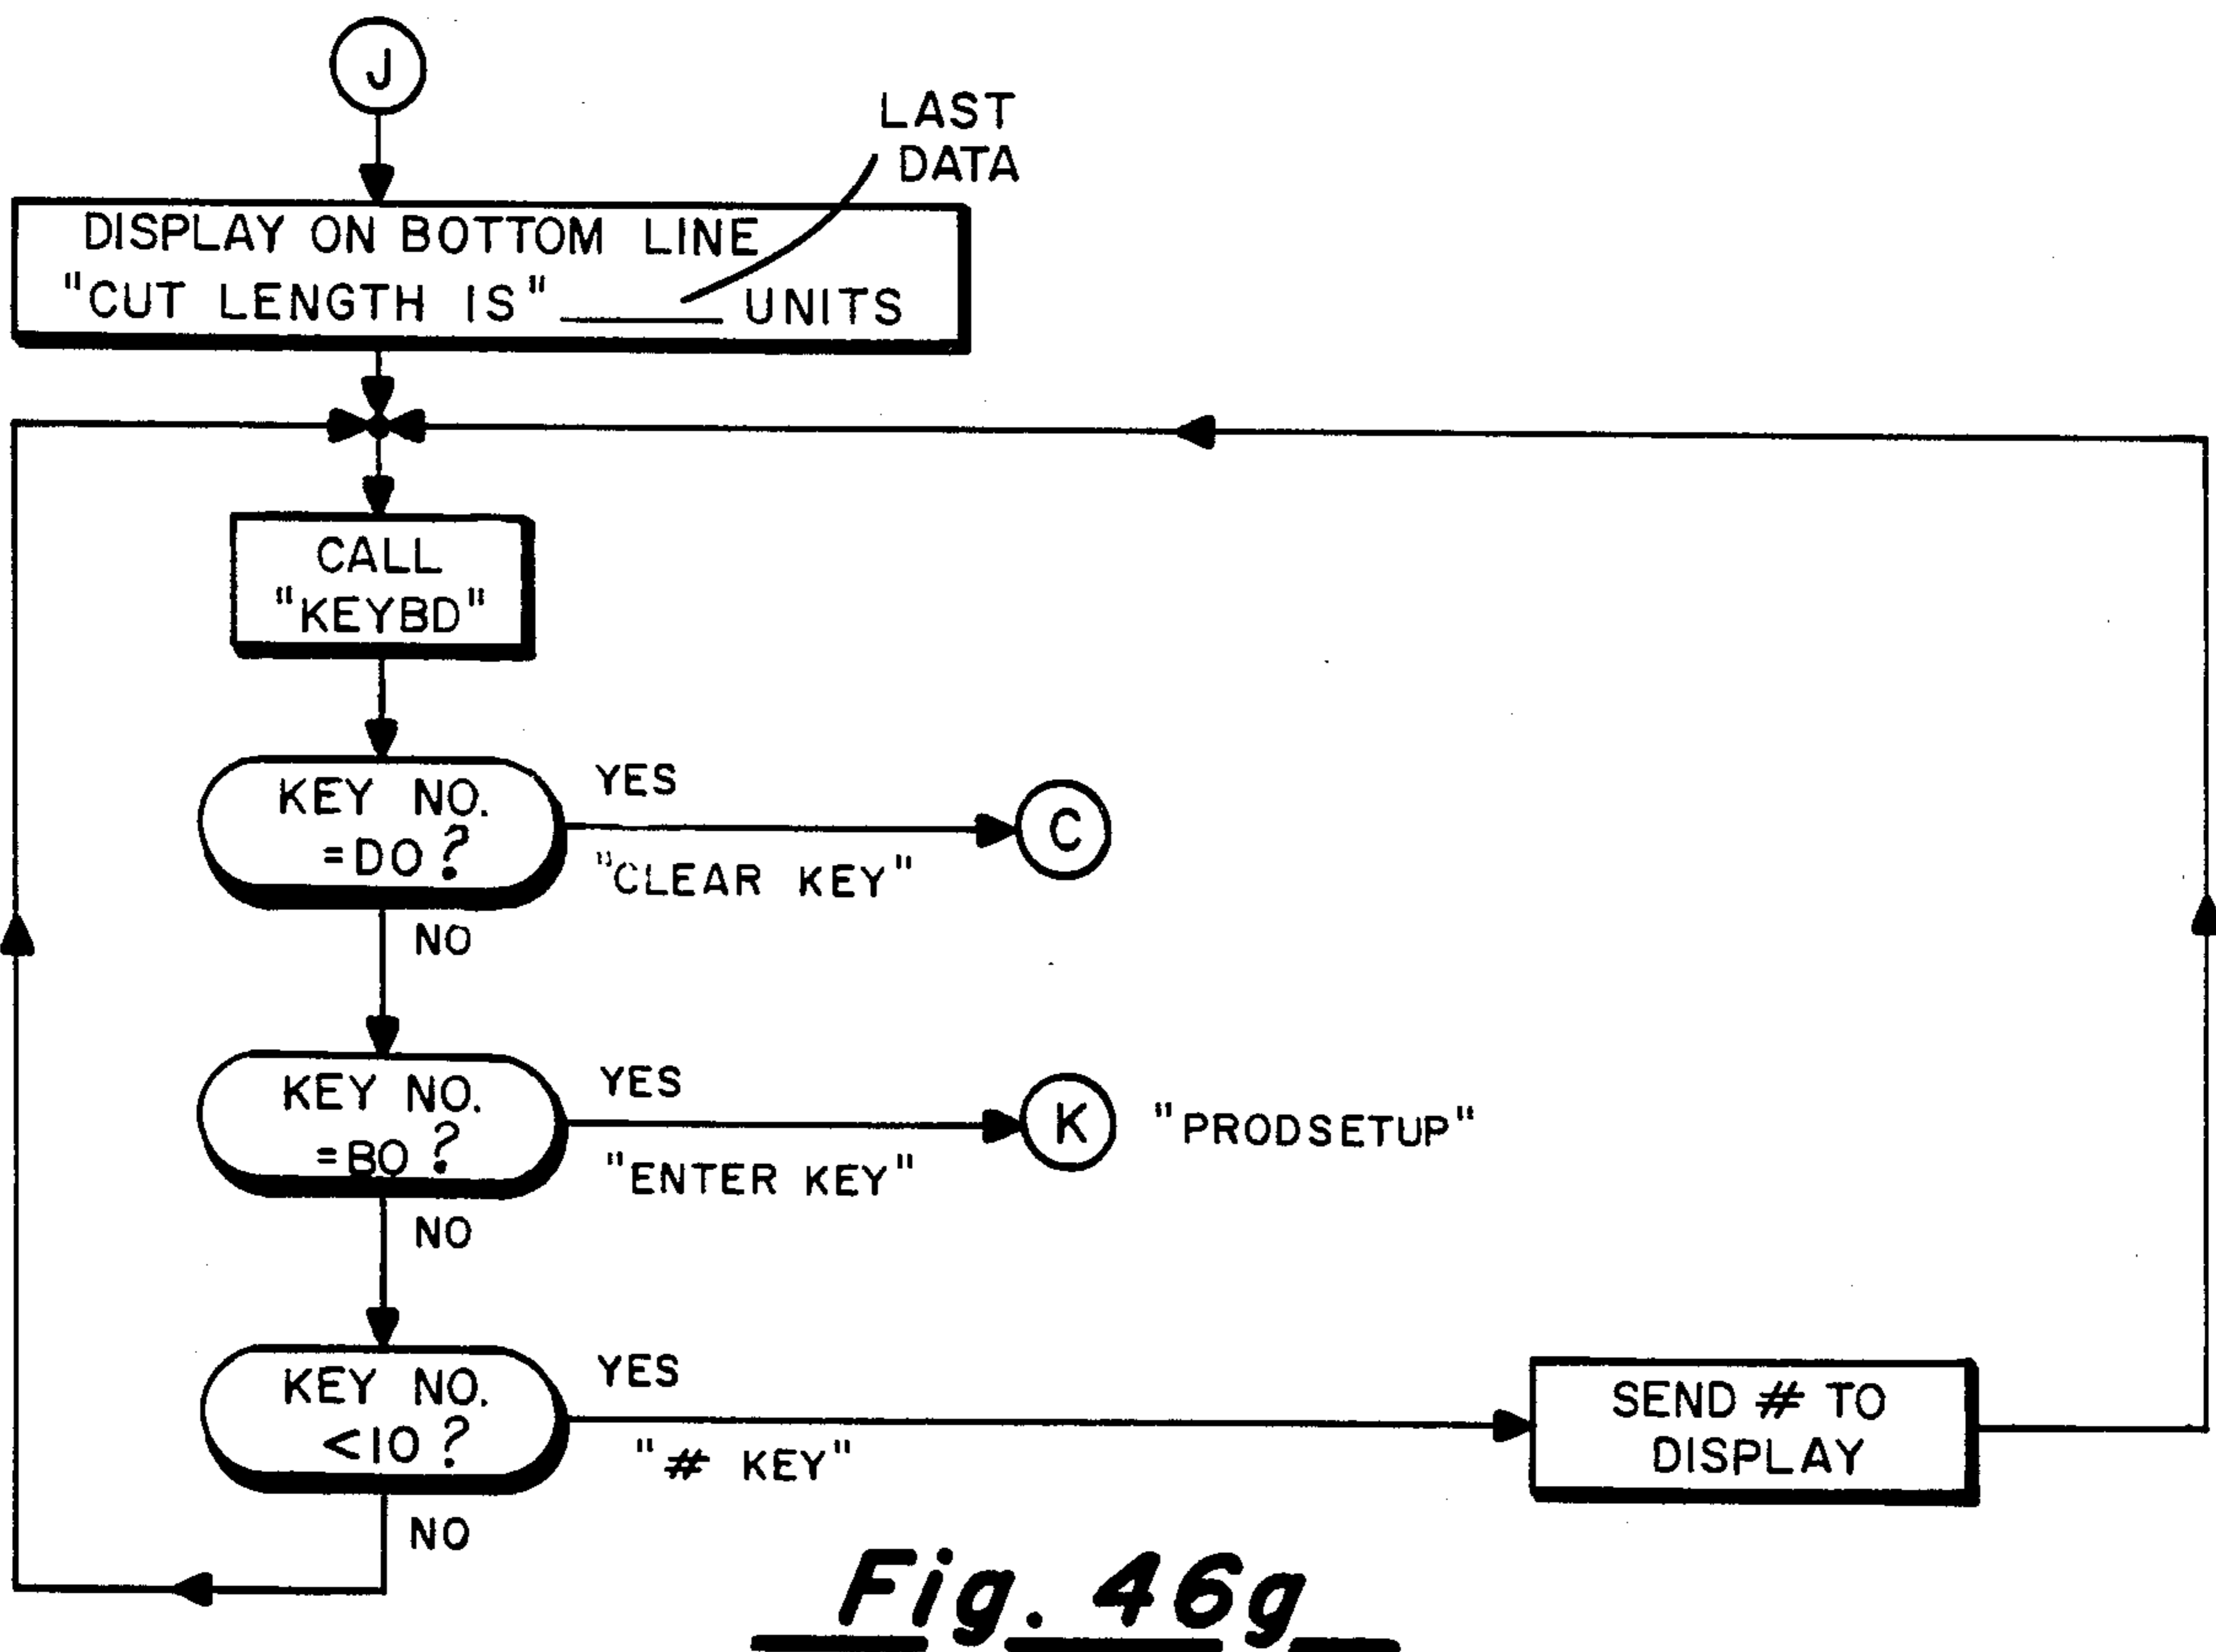 J
LAST
DATA
DISPLAY ON BOTTOM LINE
"CUT LENGTH IS" ______ UNITS
CALL
"KEYBD"
KEY NO.
=DO?
YES
"CLEAR KEY"
C
NO
KEY NO.
=BO?
YES
"ENTER KEY"
K
"PRODSETUP"
NO
KEY NO.
<10?
YES
"# KEY"
SEND # TO
DISPLAY
NO
Fig. 46g